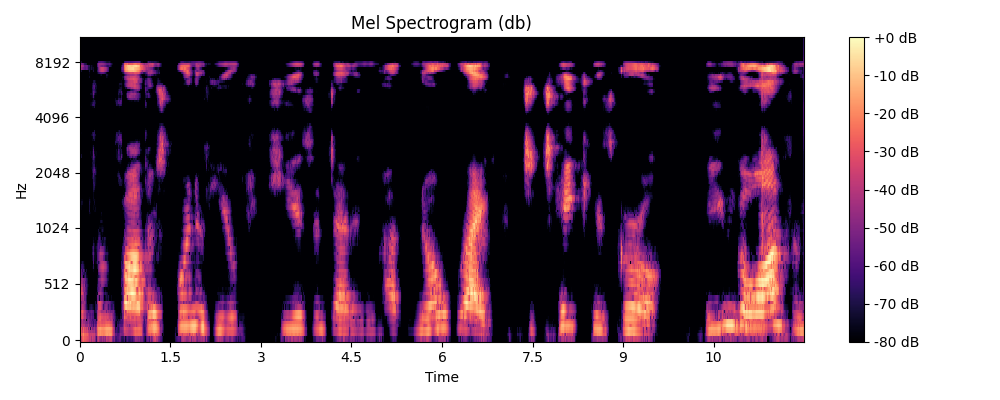 Mel Spectrogram (db)
8192
4096
2048
1024
512
0
Hz
0 1.5 3 4.5 6 7.5 9 10
Time
+0 dB
-10 dB
-20 dB
-30 dB
-40 dB
-50 dB
-60 dB
-70 dB
-80 dB